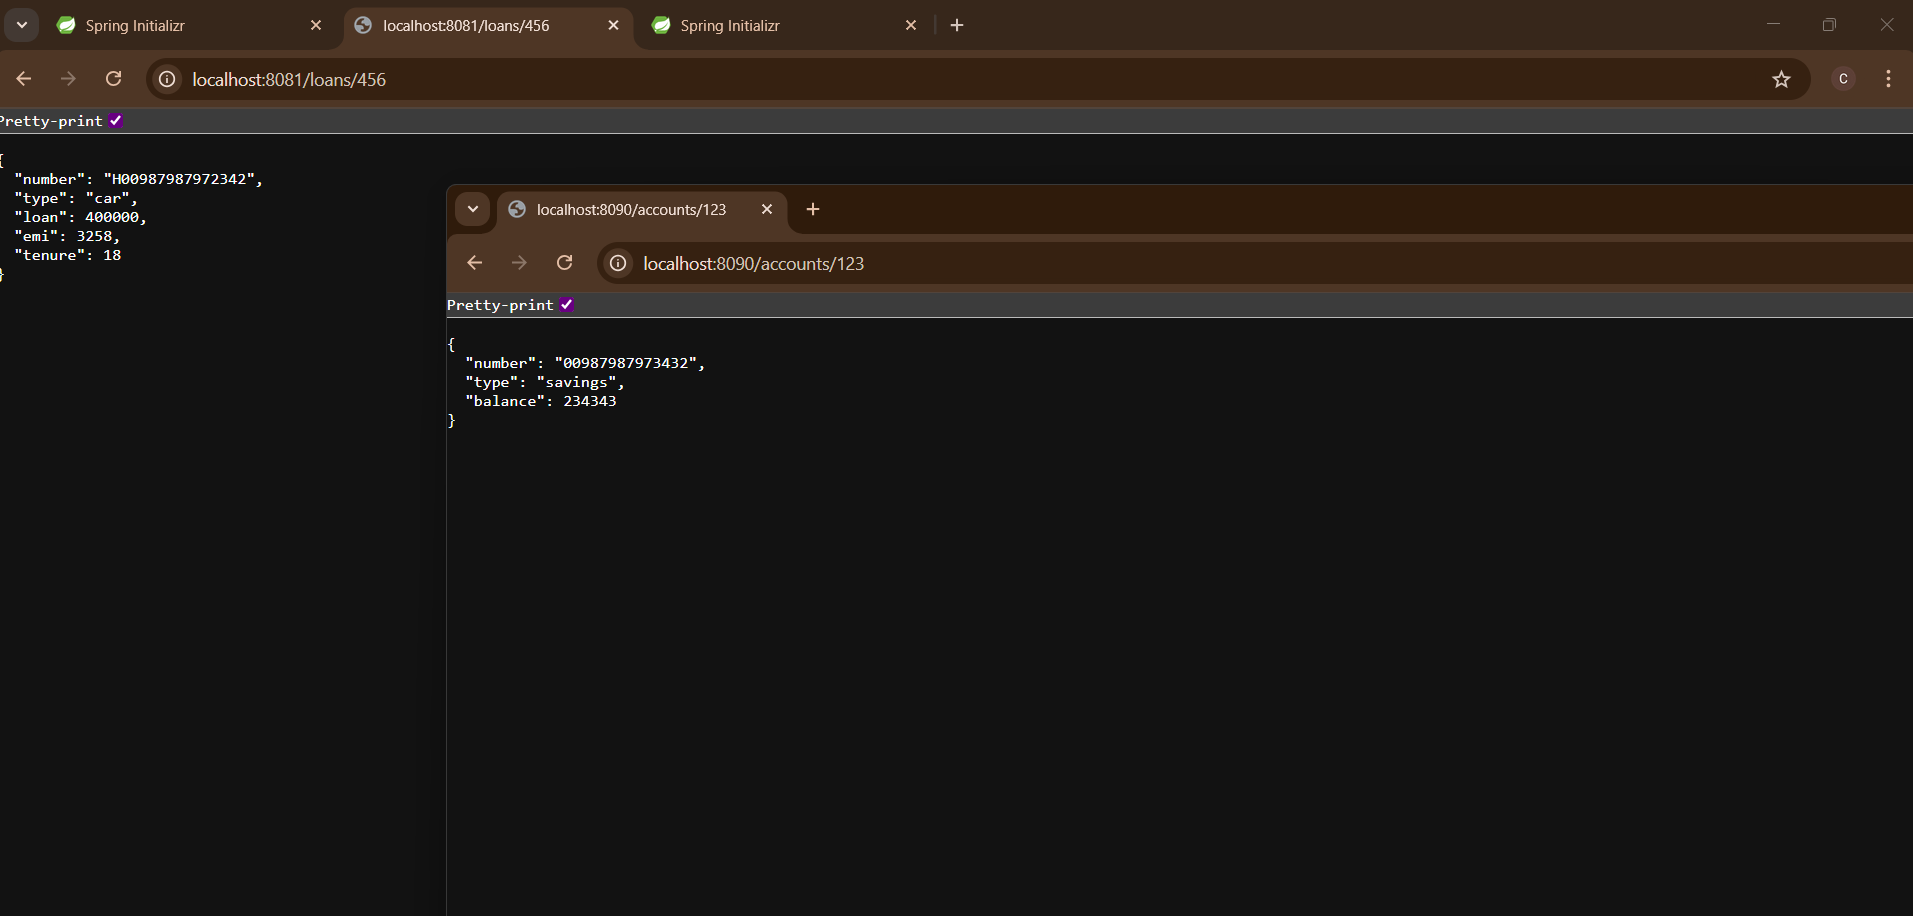 Spring Initializr
localhost:8081/loans/456
Spring Initializr
localhost:8081/loans/456
C
Pretty-print
{
"number": "H00987987972342",
"type": "car",
"loan": 400000,
"emi": 3258,
"tenure": 18
}
localhost:8090/accounts/123
localhost:8090/accounts/123
Pretty-print
{
"number": "00987987973432",
"type": "savings",
"balance": 234343
}